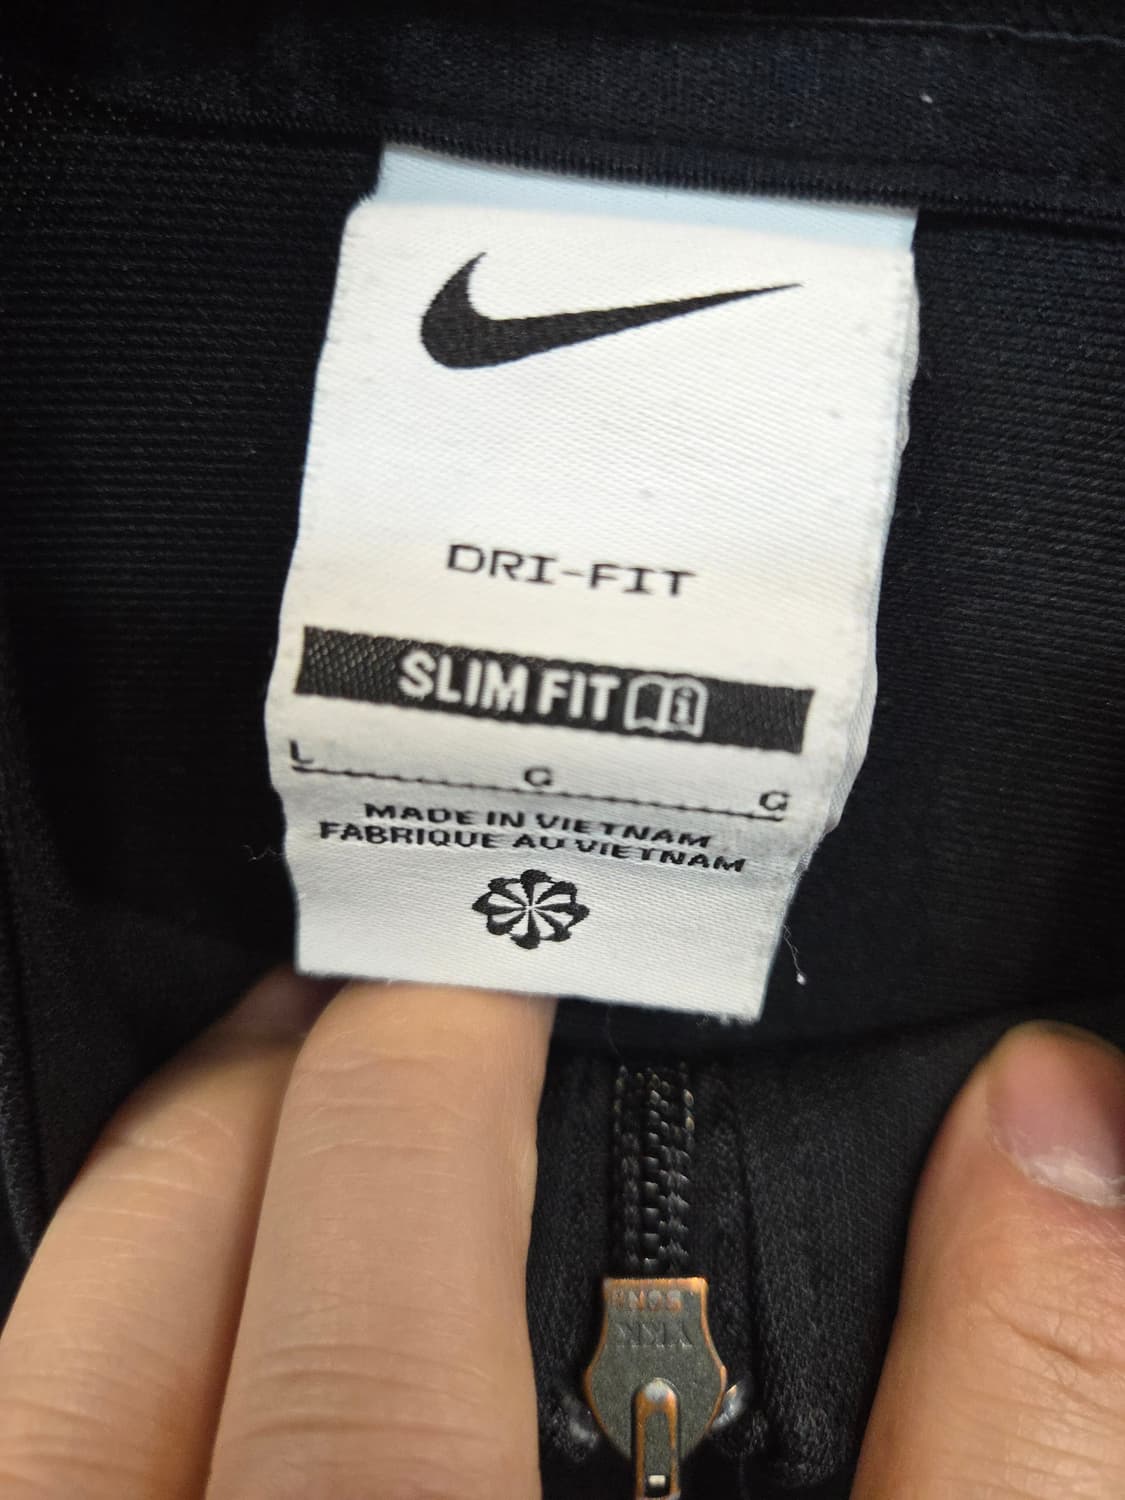 DRI-FIT
SLIM FIT i
L G G
MADE IN VIETNAM
FABRIQUE AU VIETNAM
YKK